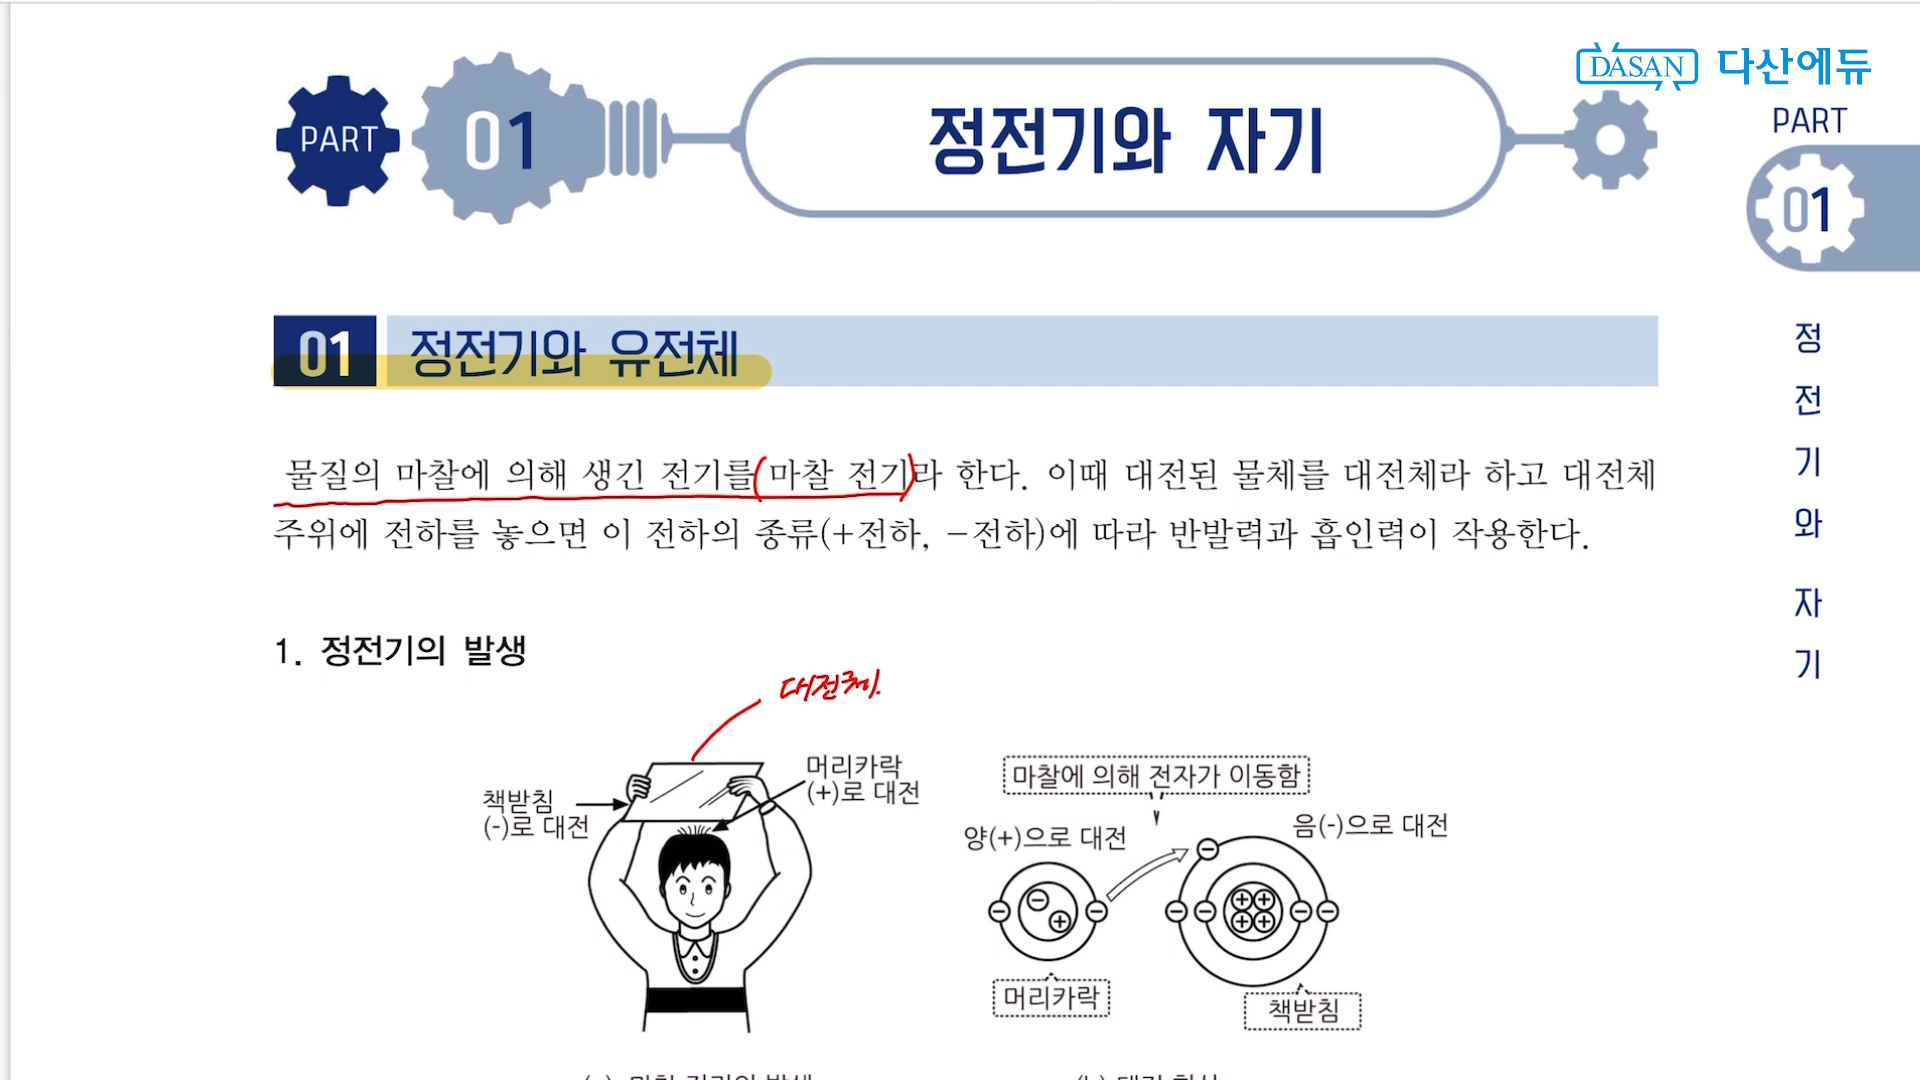 DASAN 다산에듀
PART 01 정전기와 자기
PART
01
정전기와 자기
01 정전기와 유전체
물질의 마찰에 의해 생긴 전기를 마찰 전기라 한다. 이때 대전된 물체를 대전체라 하고 대전체
주위에 전하를 놓으면 이 전하의 종류(+전하, -전하)에 따라 반발력과 흡인력이 작용한다.
1. 정전기의 발생
대전체
책받침
(-)로 대전
머리카락
(+)로 대전
마찰에 의해 전자가 이동함
양(+)으로 대전
음(-)으로 대전
머리카락
책받침